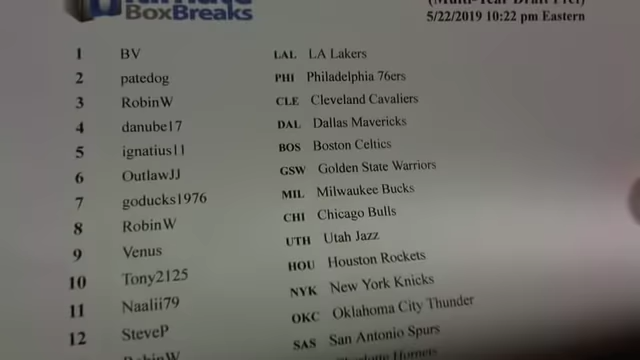 BoxBreaks
5/22/2019 10:22 pm Eastern
1 BV LAL LA Lakers
2 patedog PHI Philadelphia 76ers
3 RobinW CLE Cleveland Cavaliers
4 danube17 DAL Dallas Mavericks
5 ignatius11 BOS Boston Celtics
6 OutlawJJ GSW Golden State Warriors
7 goducks1976 MIL Milwaukee Bucks
8 RobinW CHI Chicago Bulls
9 Venus UTH Utah Jazz
10 Tony2125 HOU Houston Rockets
11 Naalii79 NYK New York Knicks
12 SteveP OKC Oklahoma City Thunder
RobinW SAS San Antonio Spurs
Charlotte Hornets